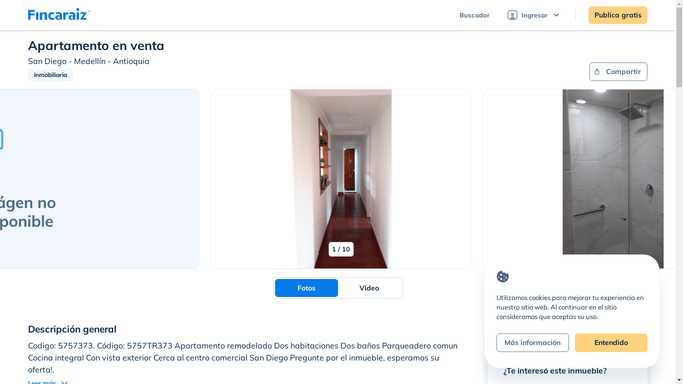 Fincaraiz
Buscador
Ingresar
Publica gratis
Apartamento en venta
San Diego - Medellín - Antioquia
Inmobiliaria
Compartir
ágen no
ponible
1 / 10
Fotos
Video
Utilizamos cookies para mejorar tu experiencia en
nuestro sitio web. Al continuar en el sitio
consideramos que aceptas su uso.
Más información
Entendido
Descripción general
Codigo: 5757373. Código: 5757TR373 Apartamento remodelado Dos habitaciones Dos baños Parqueadero comun
Cocina integral Con vista exterior Cerca al centro comercial San Diego Pregunte por el inmueble, esperamos su
oferta!.
Leer más
¿Te interesó este inmueble?